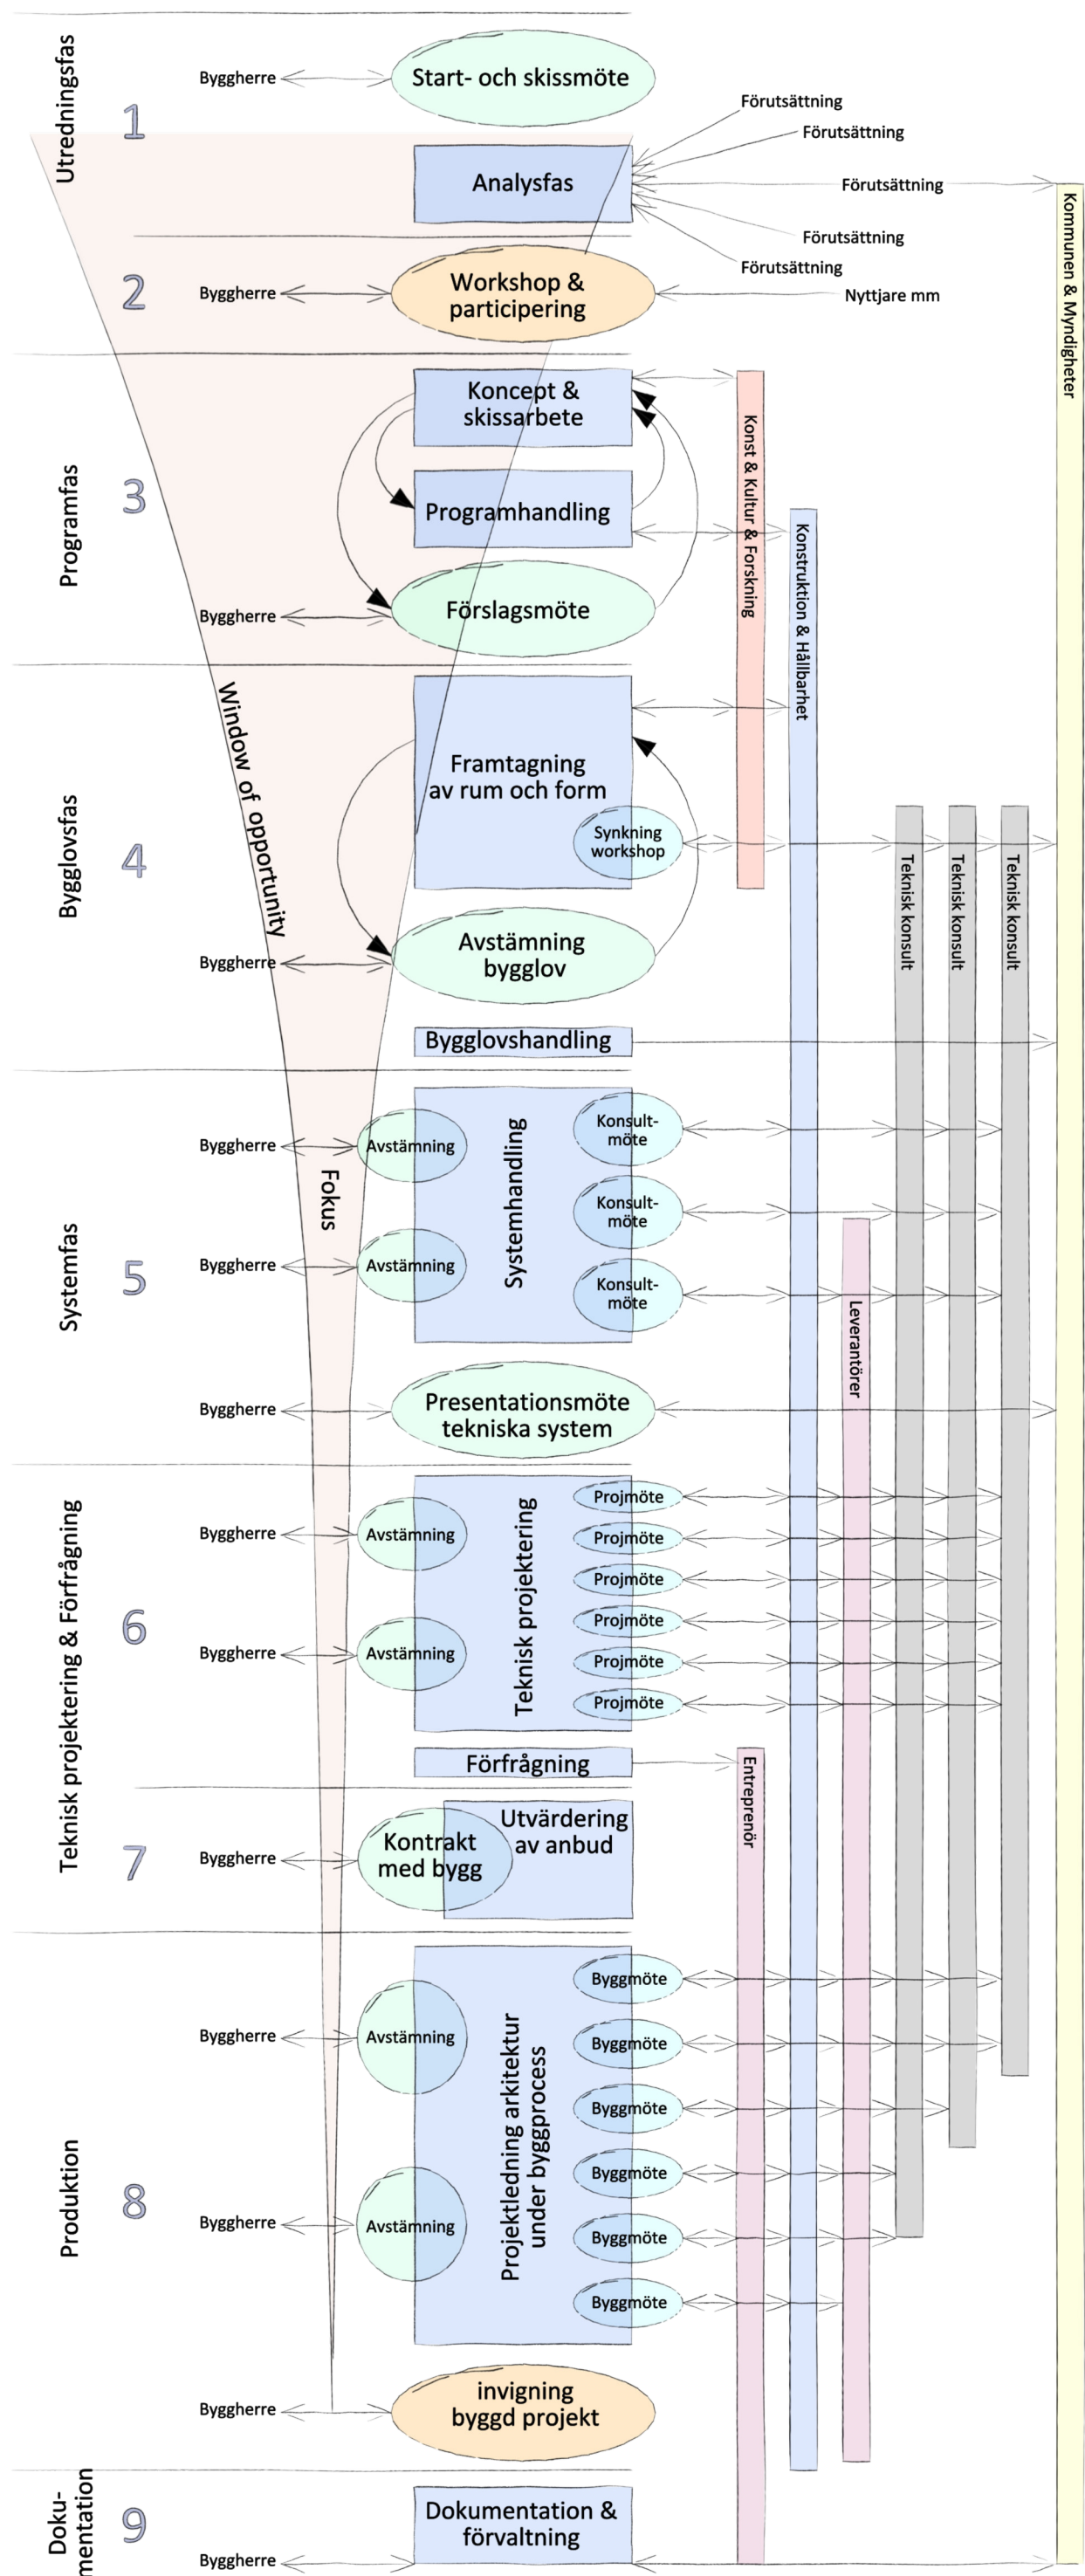 Utredningsfas
1
Byggherre
Start- och skissmöte
Förutsättning
Förutsättning
Analysfas
Förutsättning
Förutsättning
Förutsättning
Kommunen & Myndigheter
2
Byggherre
Workshop &
participering
Nyttjare mm
Programfas
3
Koncept &
skissarbete
Programhandling
Byggherre
Förslagsmöte
Konst & Kultur & Forskning
Konstruktion & Hållbarhet
Window of opportunity
Bygglovsfas
4
Framtagning
av rum och form
Synkning
workshop
Teknisk konsult
Teknisk konsult
Teknisk konsult
Byggherre
Avstämning
bygglov
Bygglovshandling
Systemfas
5
Fokus
Byggherre
Avstämning
Byggherre
Avstämning
Systemhandling
Konsult-
möte
Konsult-
möte
Konsult-
möte
Leverantörer
Byggherre
Presentationsmöte
tekniska system
Teknisk projektering & Förfrågning
6
Byggherre
Avstämning
Byggherre
Avstämning
Teknisk projektering
Projmöte
Projmöte
Projmöte
Projmöte
Projmöte
Projmöte
Förfrågning
Entreprenör
7
Byggherre
Kontrakt
med bygg
Utvärdering
av anbud
Produktion
8
Byggherre
Avstämning
Byggherre
Avstämning
Projektledning arkitektur
under byggprocess
Byggmöte
Byggmöte
Byggmöte
Byggmöte
Byggmöte
Byggmöte
Byggherre
invigning
byggd projekt
Doku-
mentation
9
Dokumentation &
förvaltning
Byggherre